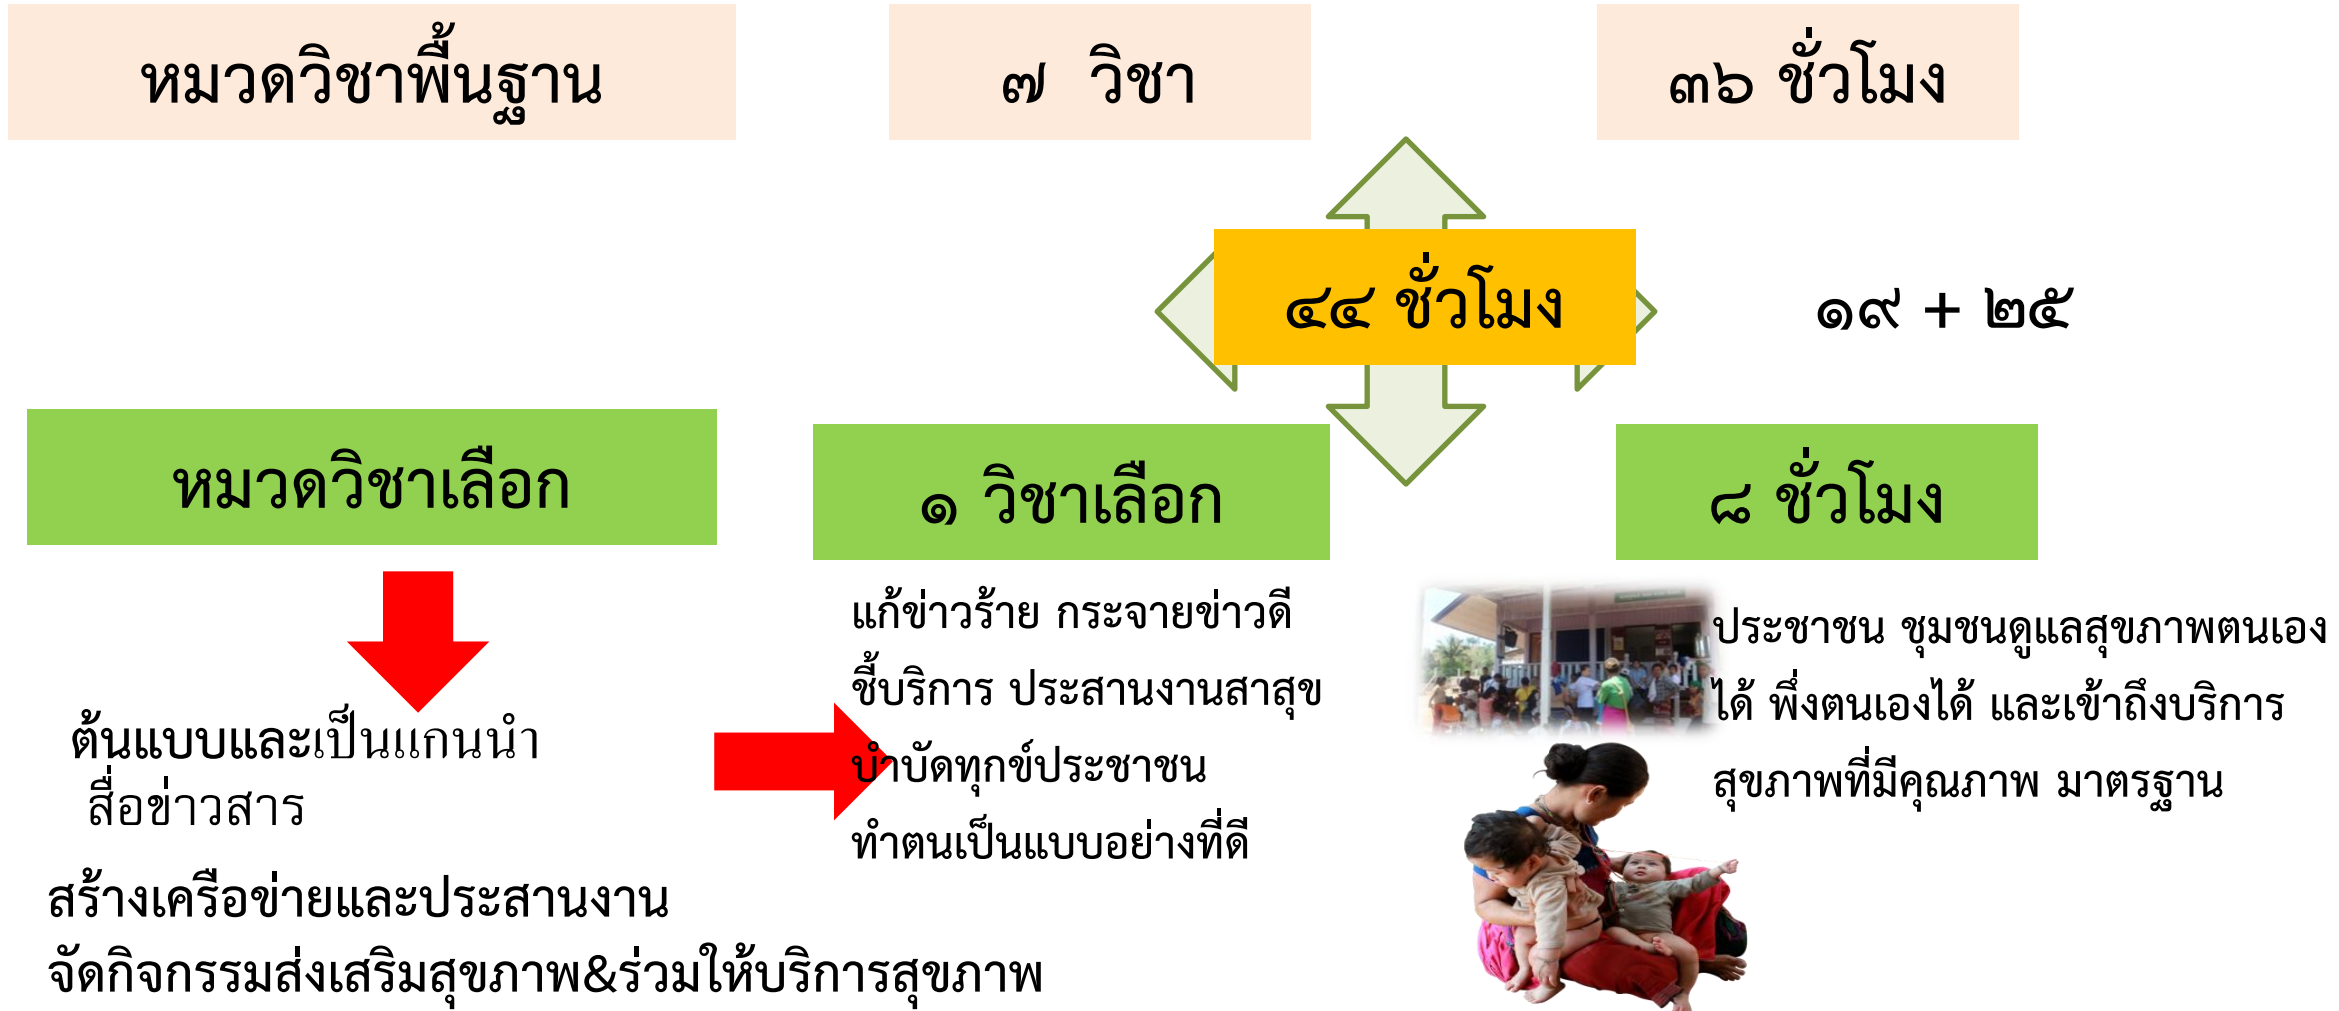 หมวดวิชาพื้นฐาน
๗ วิชา
๓๖ ชั่วโมง
๔๔ ชั่วโมง
๑๙ + ๒๕
หมวดวิชาเลือก
๑ วิชาเลือก
๘ ชั่วโมง
ต้นแบบและเป็นแกนนำ
สื่อข่าวสาร
สร้างเครือข่ายและประสานงาน
จัดกิจกรรมส่งเสริมสุขภาพ&ร่วมให้บริการสุขภาพ
แก้ข่าวร้าย กระจายข่าวดี
ชี้บริการ ประสานงานสาสุข
บำบัดทุกข์ประชาชน
ทำตนเป็นแบบอย่างที่ดี
ประชาชน ชุมชนดูแลสุขภาพตนเอง
ได้ พึ่งตนเองได้ และเข้าถึงบริการ
สุขภาพที่มีคุณภาพ มาตรฐาน